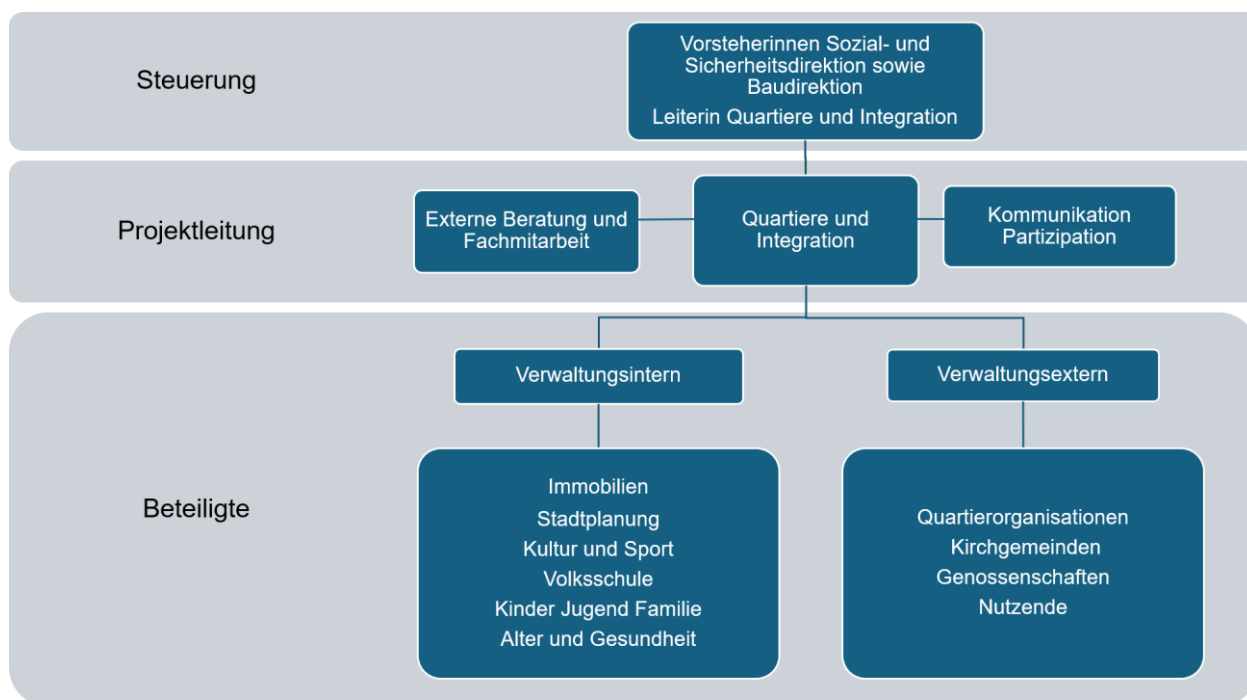 Steuerung
Vorsteherinnen Sozial- und
Sicherheitsdirektion sowie
Baudirektion
Leiterin Quartiere und Integration
Projektleitung
Externe Beratung und
Fachmitarbeit
Quartiere und
Integration
Kommunikation
Partizipation
Beteiligte
Verwaltungsintern
Immobilien
Stadtplanung
Kultur und Sport
Volksschule
Kinder Jugend Familie
Alter und Gesundheit
Verwaltungsextern
Quartierorganisationen
Kirchgemeinden
Genossenschaften
Nutzende